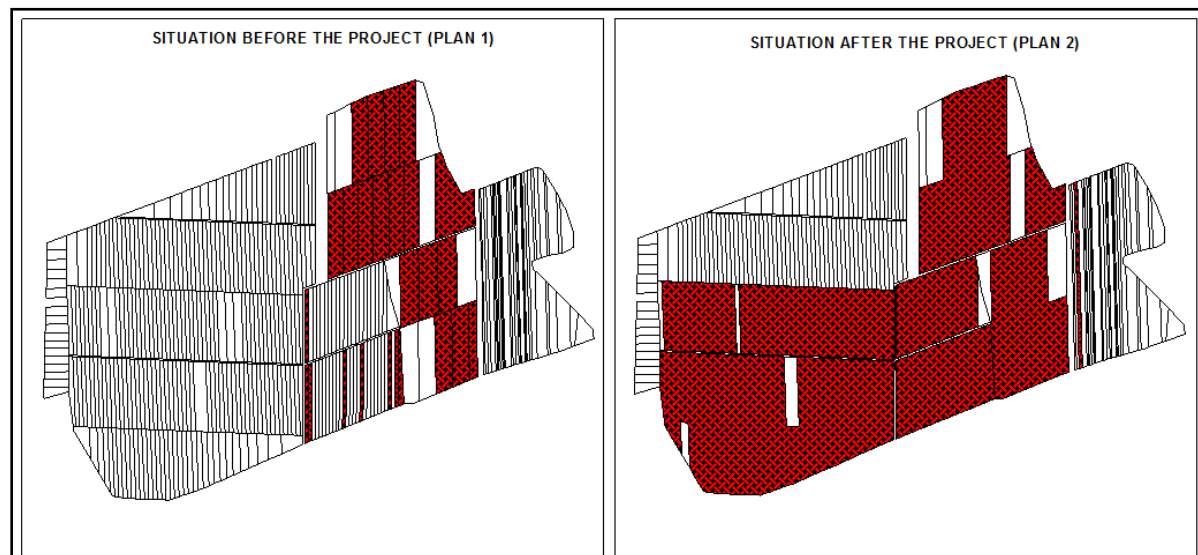 SITUATION BEFORE THE PROJECT (PLAN 1)
SITUATION AFTER THE PROJECT (PLAN 2)